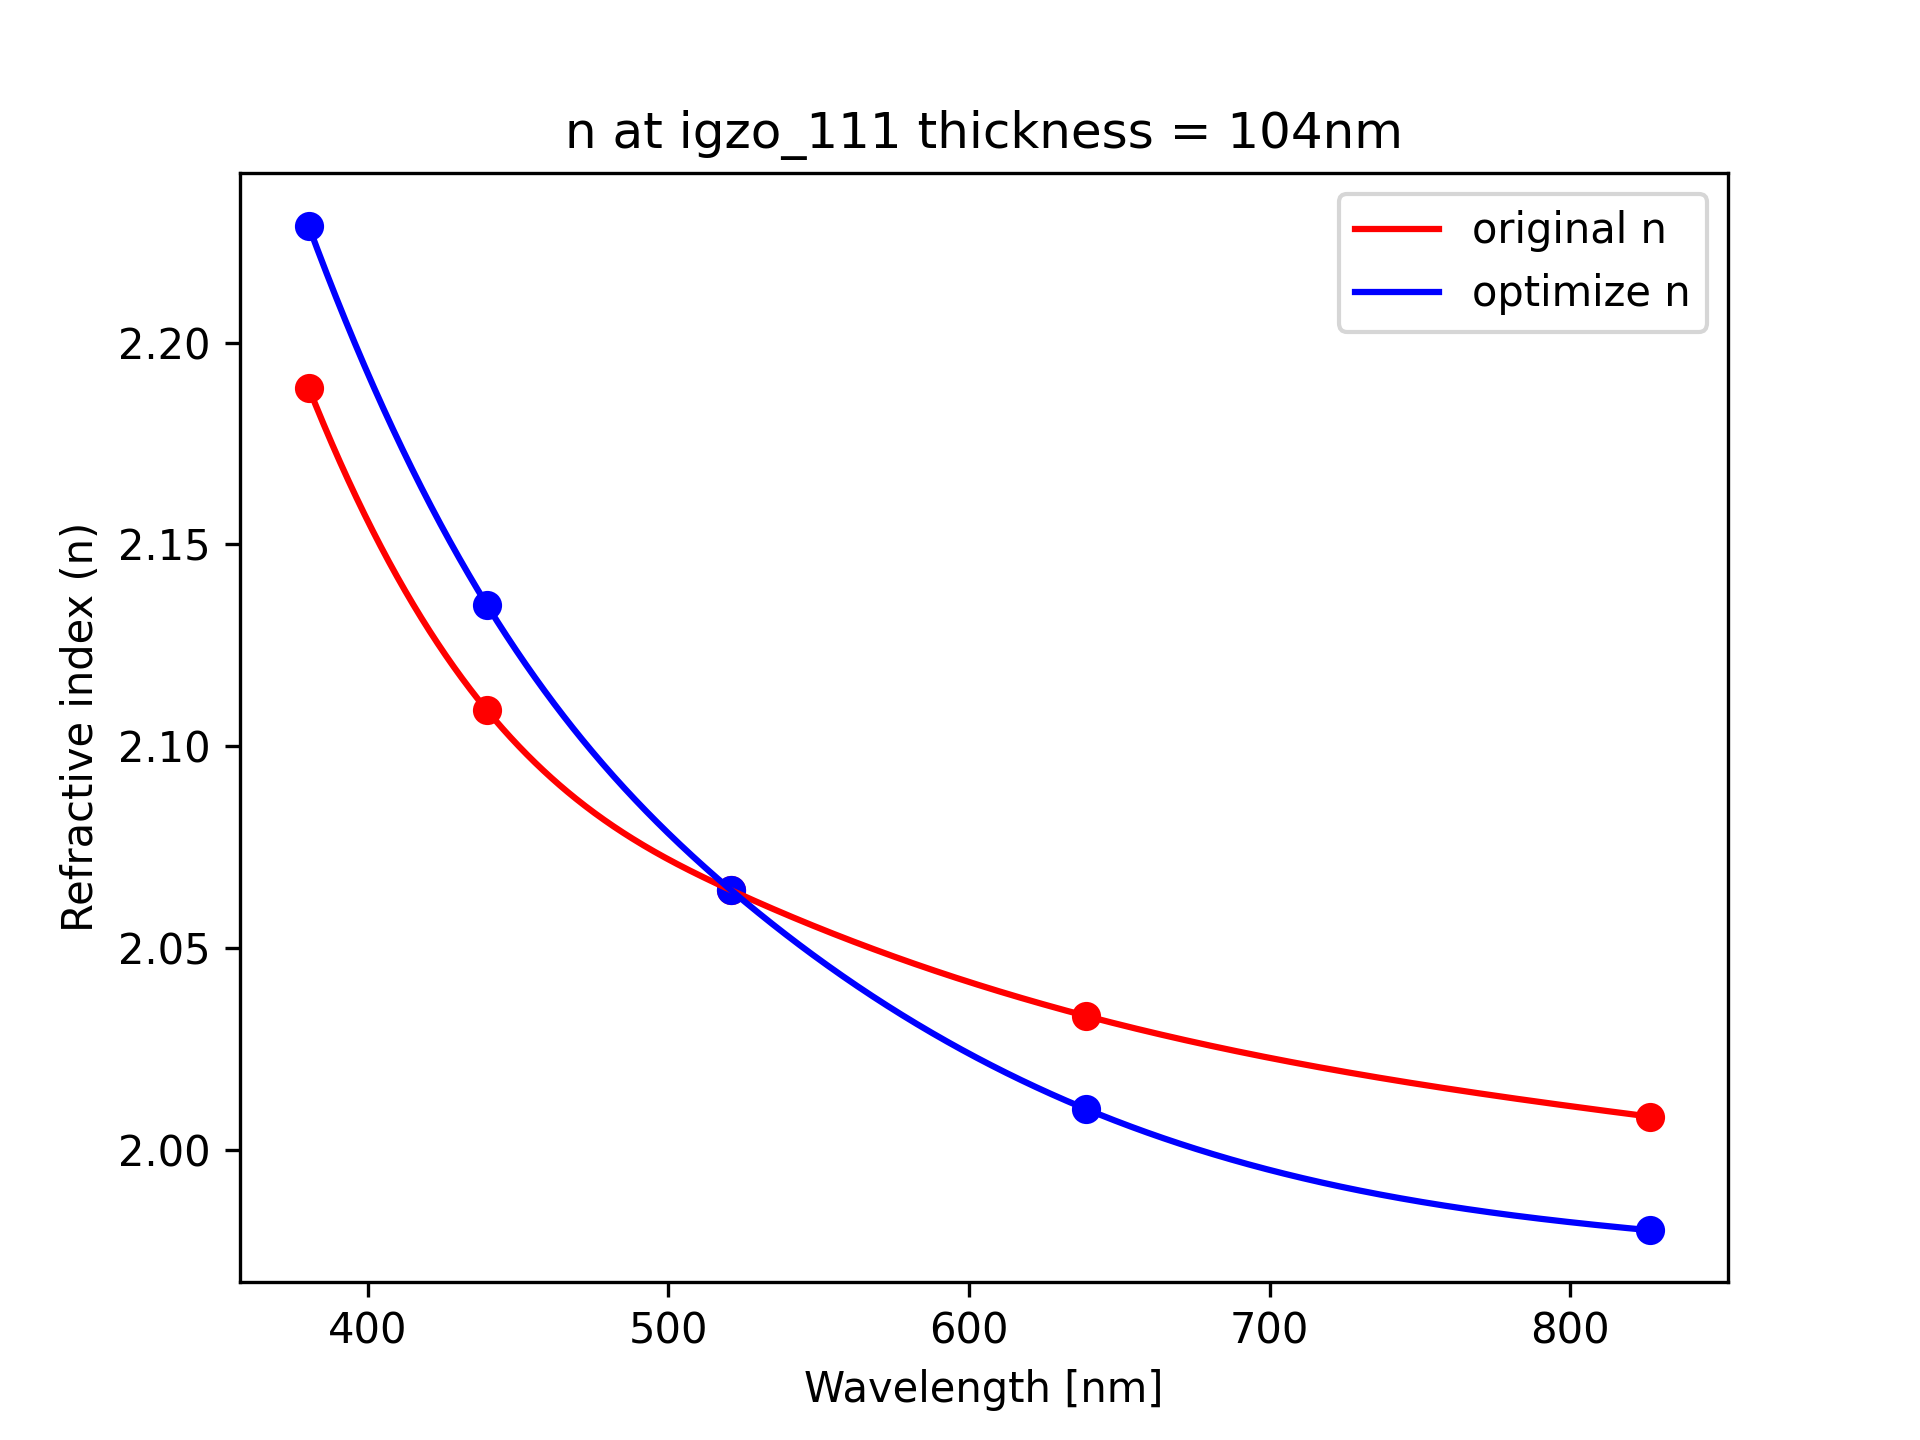 n at igzo_111 thickness = 104nm
original n
optimize n
Refractive index (n)
2.20
2.15
2.10
2.05
2.00
400 500 600 700 800
Wavelength [nm]